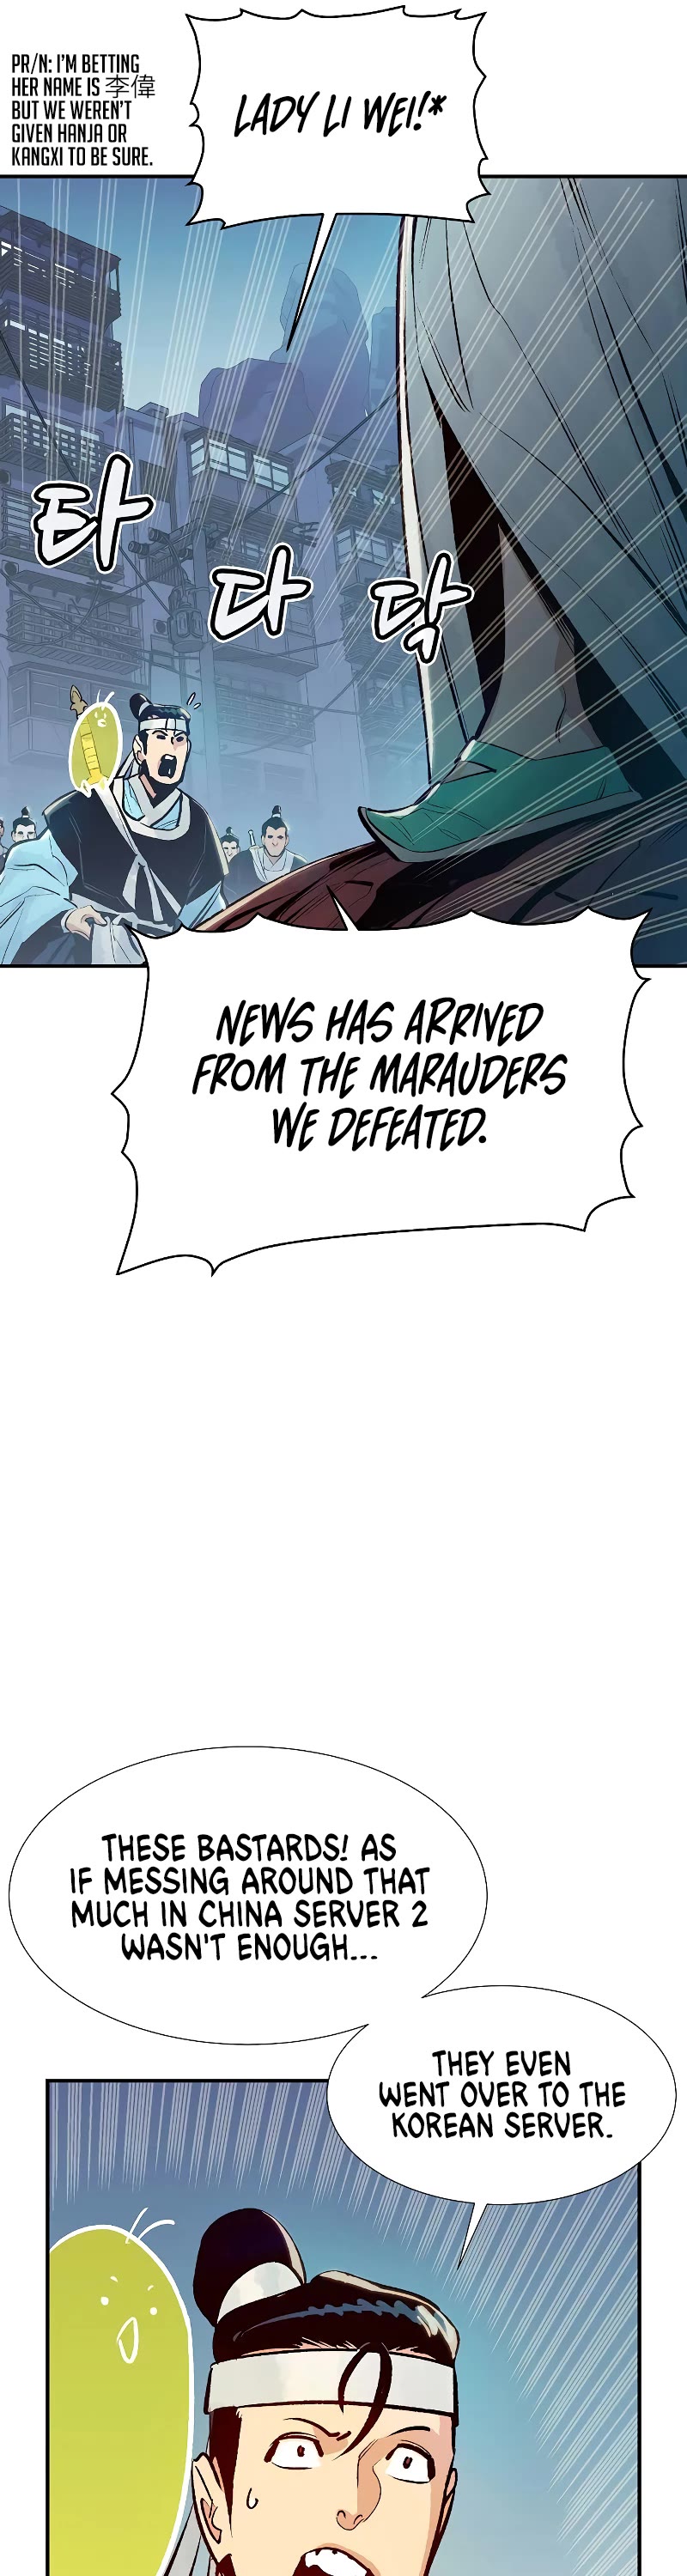 PR/N: I'M BETTING
HER NAME IS 李偉
BUT WE WEREN'T
GIVEN HANJA OR
KANGXI TO BE SURE.
LADY LI WEI!*
타
다
닥
NEWS HAS ARRIVED
FROM THE MARAUDERS
WE DEFEATED.
THESE BASTARDS! AS
IF MESSING AROUND THAT
MUCH IN CHINA SERVER 2
WASN'T ENOUGH...
THEY EVEN
WENT OVER TO THE
KOREAN SERVER.